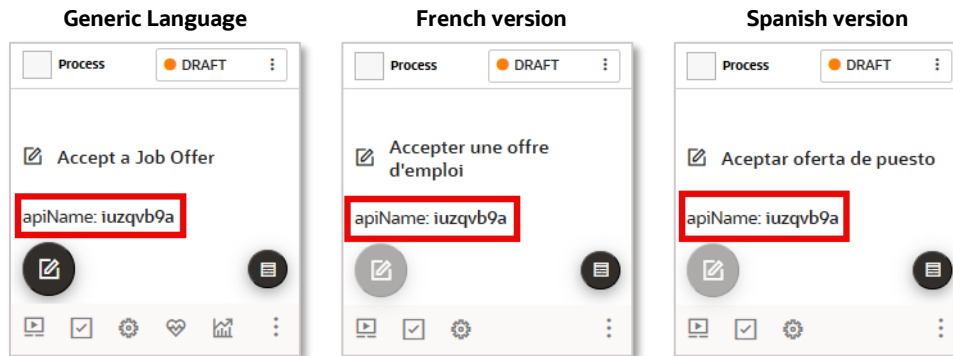 Generic Language
Process
DRAFT
Accept a Job Offer
apiName: iuzqvb9a
French version
Process
DRAFT
Accepter une offre
d'emploi
apiName: iuzqvb9a
Spanish version
Process
DRAFT
Aceptar oferta de puesto
apiName: iuzqvb9a